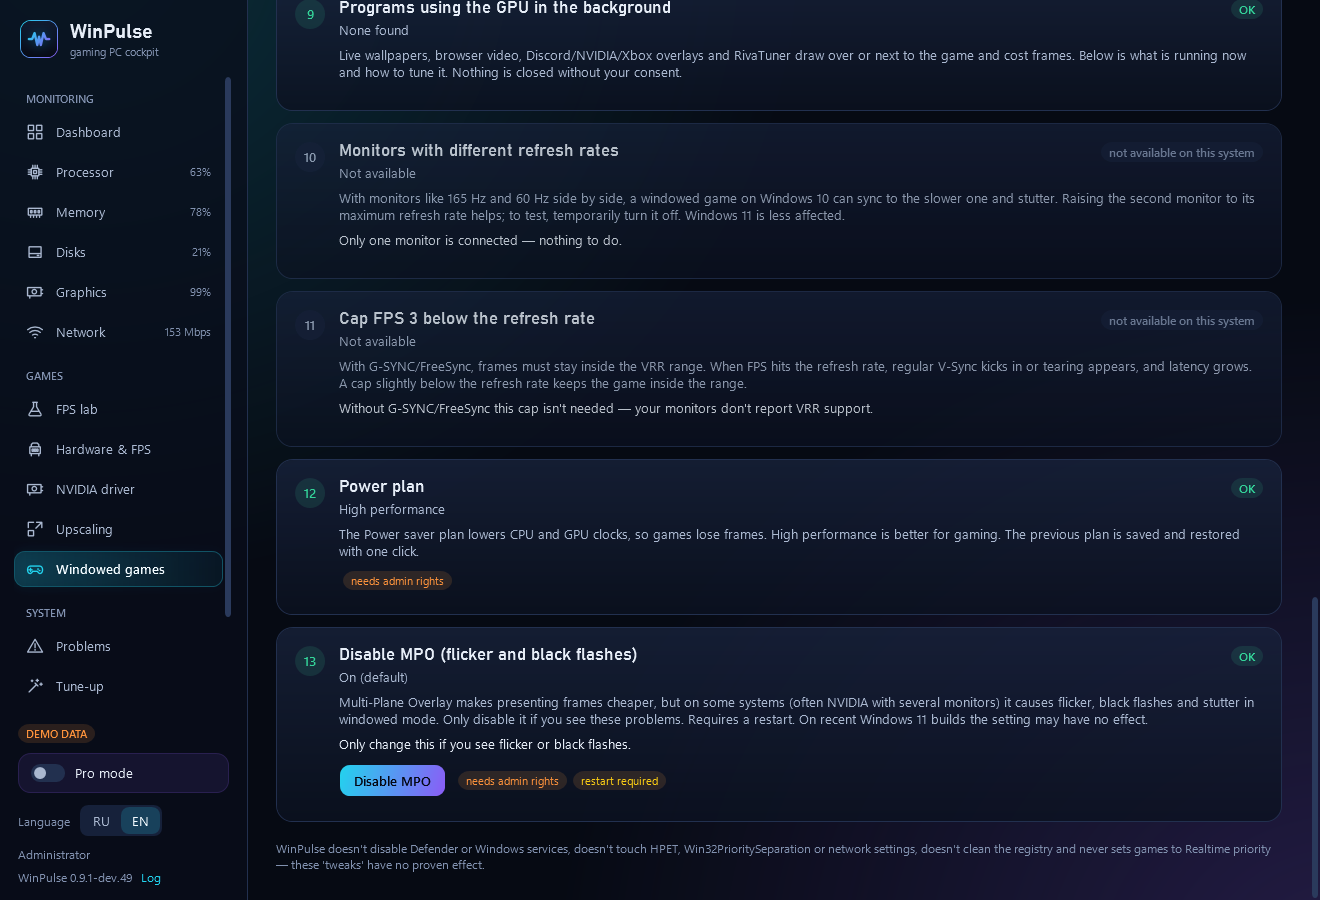 WinPulse
gaming PC cockpit
MONITORING
Dashboard
Processor 63%
Memory 78%
Disks 21%
Graphics 99%
Network 153 Mbps
GAMES
FPS lab
Hardware & FPS
NVIDIA driver
Upscaling
Windowed games
SYSTEM
Problems
Tune-up
DEMO DATA
Pro mode
Language RU EN
Administrator
WinPulse 0.9.1-dev.49 Log
9 Programs using the GPU in the background OK
None found
Live wallpapers, browser video, Discord/NVIDIA/Xbox overlays and RivaTuner draw over or next to the game and cost frames. Below is what is running now
and how to tune it. Nothing is closed without your consent.
10 Monitors with different refresh rates not available on this system
Not available
With monitors like 165 Hz and 60 Hz side by side, a windowed game on Windows 10 can sync to the slower one and stutter. Raising the second monitor to its
maximum refresh rate helps; to test, temporarily turn it off. Windows 11 is less affected.
Only one monitor is connected — nothing to do.
11 Cap FPS 3 below the refresh rate not available on this system
Not available
With G-SYNC/FreeSync, frames must stay inside the VRR range. When FPS hits the refresh rate, regular V-Sync kicks in or tearing appears, and latency grows.
A cap slightly below the refresh rate keeps the game inside the range.
Without G-SYNC/FreeSync this cap isn't needed — your monitors don't report VRR support.
12 Power plan OK
High performance
The Power saver plan lowers CPU and GPU clocks, so games lose frames. High performance is better for gaming. The previous plan is saved and restored
with one click.
needs admin rights
13 Disable MPO (flicker and black flashes) OK
On (default)
Multi-Plane Overlay makes presenting frames cheaper, but on some systems (often NVIDIA with several monitors) it causes flicker, black flashes and stutter in
windowed mode. Only disable it if you see these problems. Requires a restart. On recent Windows 11 builds the setting may have no effect.
Only change this if you see flicker or black flashes.
Disable MPO needs admin rights restart required
WinPulse doesn't disable Defender or Windows services, doesn't touch HPET, Win32PrioritySeparation or network settings, doesn't clean the registry and never sets games to Realtime priority
— these 'tweaks' have no proven effect.